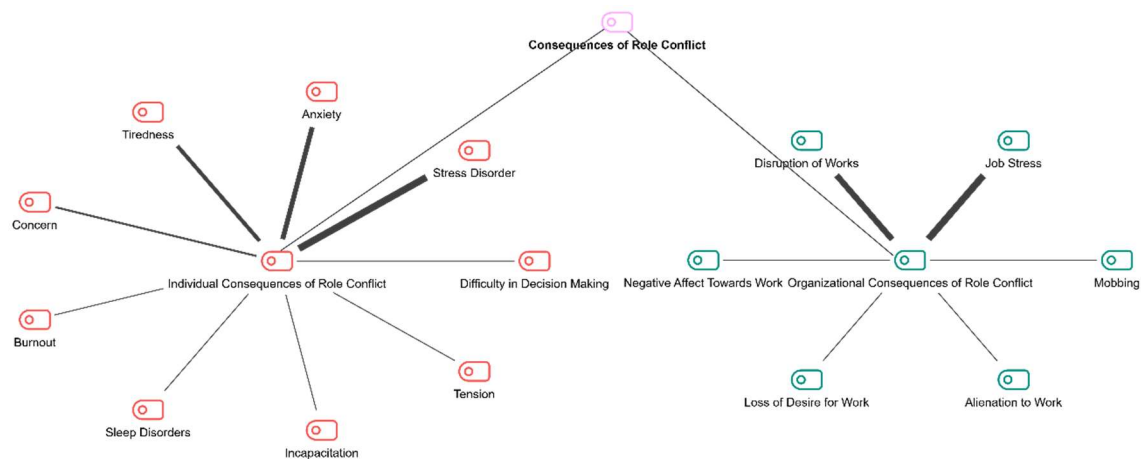 Consequences of Role Conflict
Anxiety
Tiredness
Stress Disorder
Disruption of Works
Job Stress
Concern
Individual Consequences of Role Conflict
Difficulty in Decision Making
Negative Affect Towards Work
Organizational Consequences of Role Conflict
Mobbing
Burnout
Tension
Loss of Desire for Work
Alienation to Work
Sleep Disorders
Incapacitation